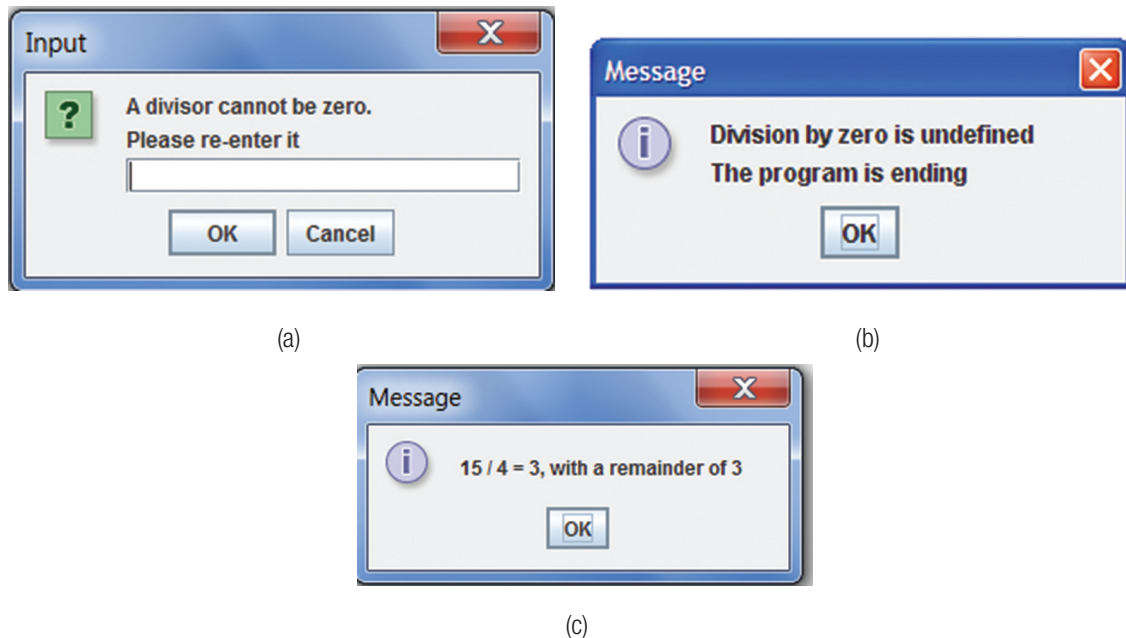 Input
X
?
A divisor cannot be zero.
Please re-enter it
OK Cancel
(a)
Message
X
i
Division by zero is undefined
The program is ending
OK
(b)
Message
X
i
15 / 4 = 3, with a remainder of 3
OK
(c)